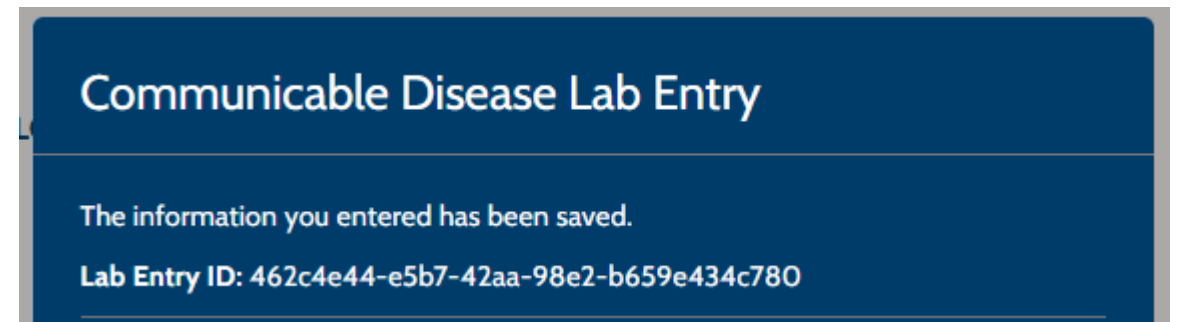 Communicable Disease Lab Entry
The information you entered has been saved.
Lab Entry ID: 462c4e44-e5b7-42aa-98e2-b659e434c780